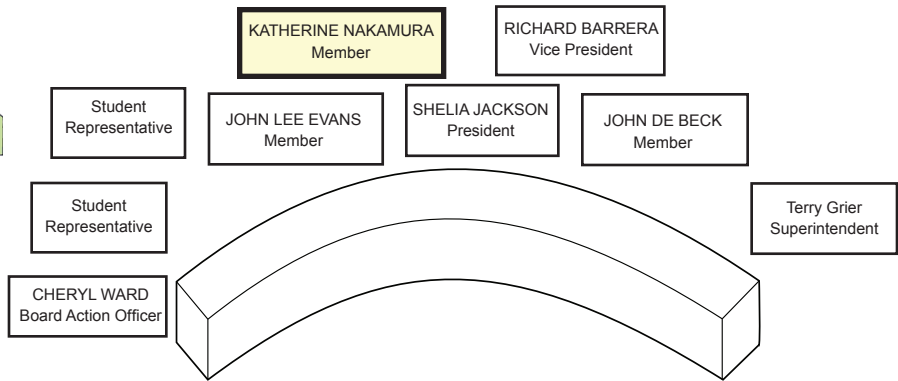 KATHERINE NAKAMURA
Member
RICHARD BARRERA
Vice President
Student
Representative
JOHN LEE EVANS
Member
SHELIA JACKSON
President
JOHN DE BECK
Member
Student
Representative
Terry Grier
Superintendent
CHERYL WARD
Board Action Officer